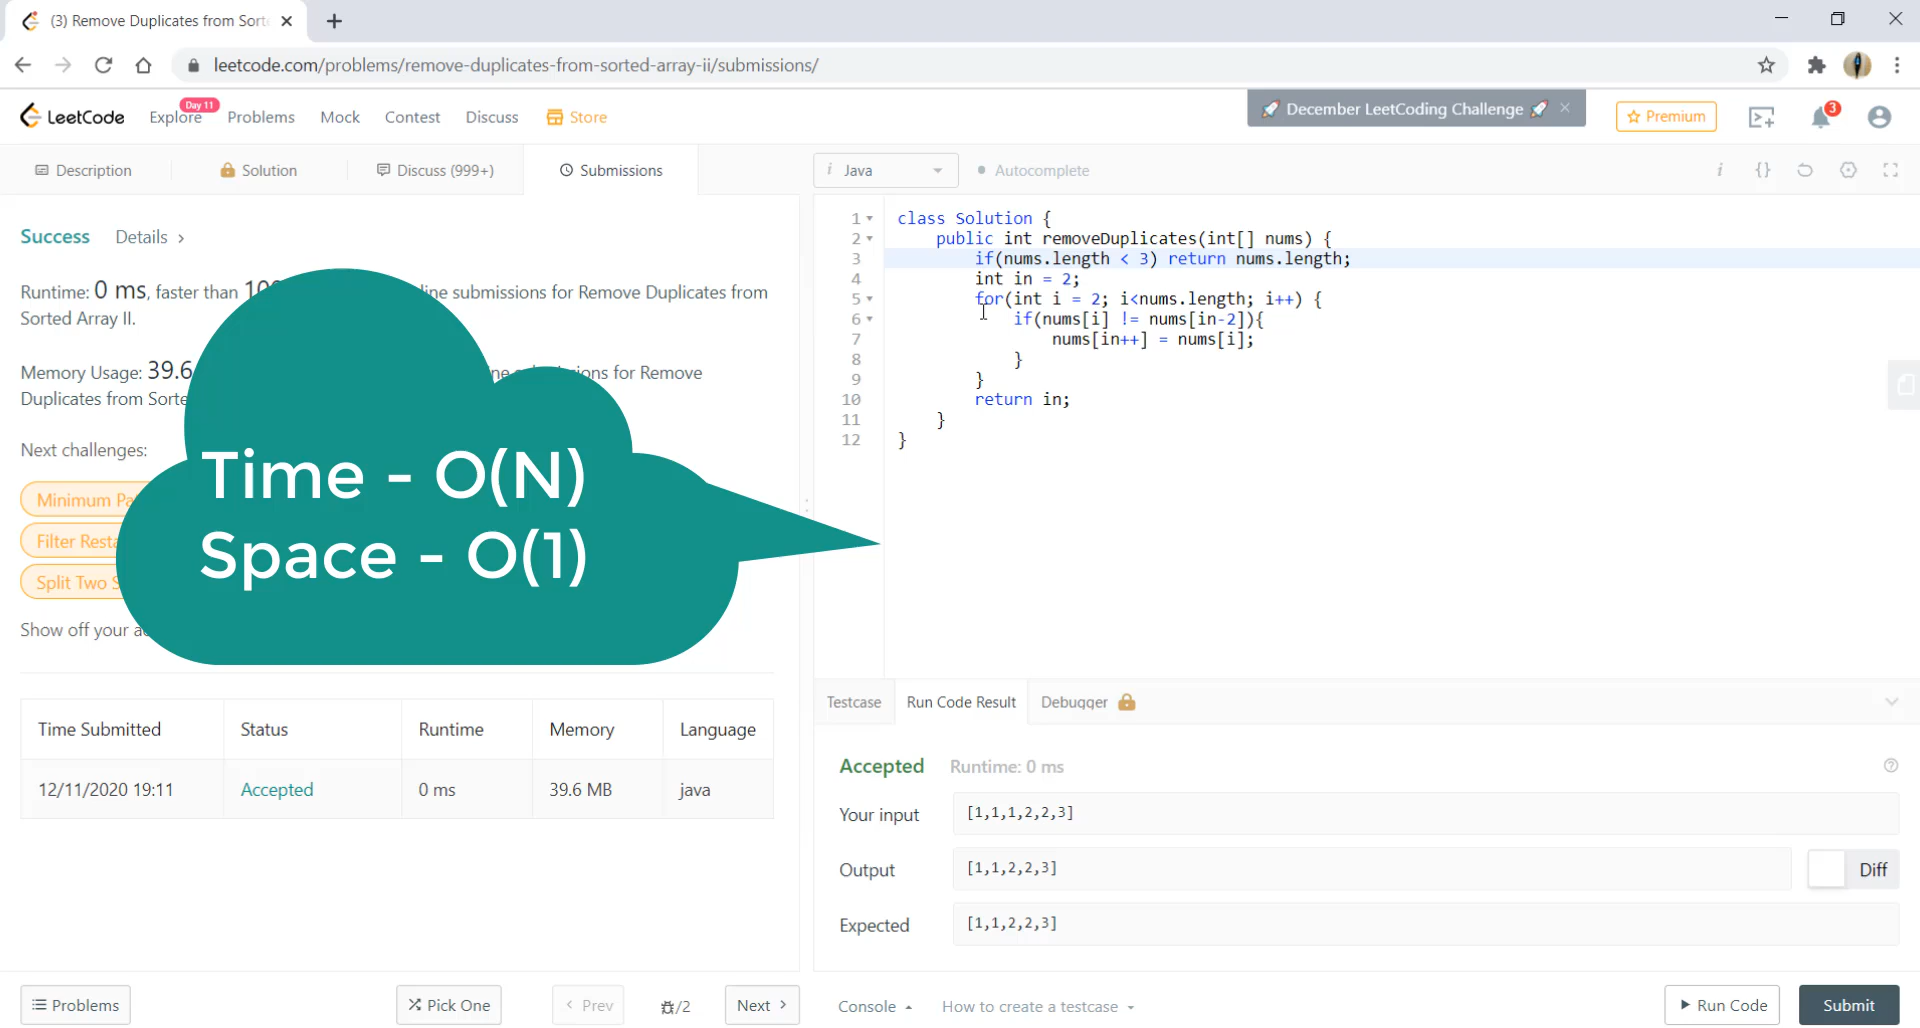 (3) Remove Duplicates from Sort
leetcode.com/problems/remove-duplicates-from-sorted-array-ii/submissions/
LeetCode
Explore
Day 11
Problems
Mock
Contest
Discuss
Store
December LeetCoding Challenge
Premium
3
Description
Solution
Discuss (999+)
Submissions
i Java
Autocomplete
Success
Details
Runtime: 0 ms, faster than line submissions for Remove Duplicates from
Sorted Array II.
Memory Usage: 39.6 submissions for Remove
Duplicates from Sorte
Next challenges:
Minimum Pa
Filter Resta
Split Two S
Show off your ac
Time - O(N)
Space - O(1)
1 class Solution {
2 public int removeDuplicates(int[] nums) {
3 if(nums.length < 3) return nums.length;
4 int in = 2;
5 for(int i = 2; i<nums.length; i++) {
6 if(nums[i] != nums[in-2]){
7 nums[in++] = nums[i];
8 }
9 }
10 return in;
11 }
12 }
Time Submitted Status Runtime Memory Language
12/11/2020 19:11 Accepted 0 ms 39.6 MB java
Testcase
Run Code Result
Debugger
Accepted
Runtime: 0 ms
Your input
[1,1,1,2,2,3]
Output
[1,1,2,2,3]
Diff
Expected
[1,1,2,2,3]
Problems
Pick One
Prev
/2
Next
Console
How to create a testcase
Run Code
Submit